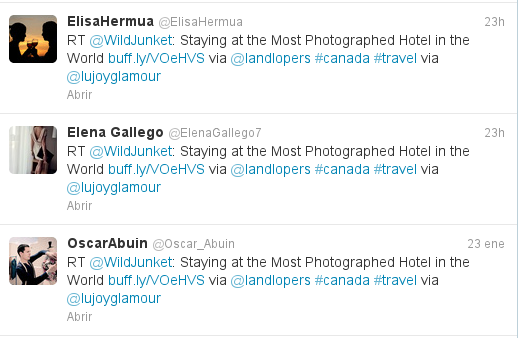 ElisaHermua @ElisaHermua 23h
RT @WildJunket: Staying at the Most Photographed Hotel in the
World buff.ly/VOeHVS via @landlopers #canada #travel via
@lujoyglamour
Abrir
Elena Gallego @ElenaGallego7 23h
RT @WildJunket: Staying at the Most Photographed Hotel in the
World buff.ly/VOeHVS via @landlopers #canada #travel via
@lujoyglamour
Abrir
OscarAbuin @Oscar_Abuin 23 ene
RT @WildJunket: Staying at the Most Photographed Hotel in the
World buff.ly/VOeHVS via @landlopers #canada #travel via
@lujoyglamour
Abrir